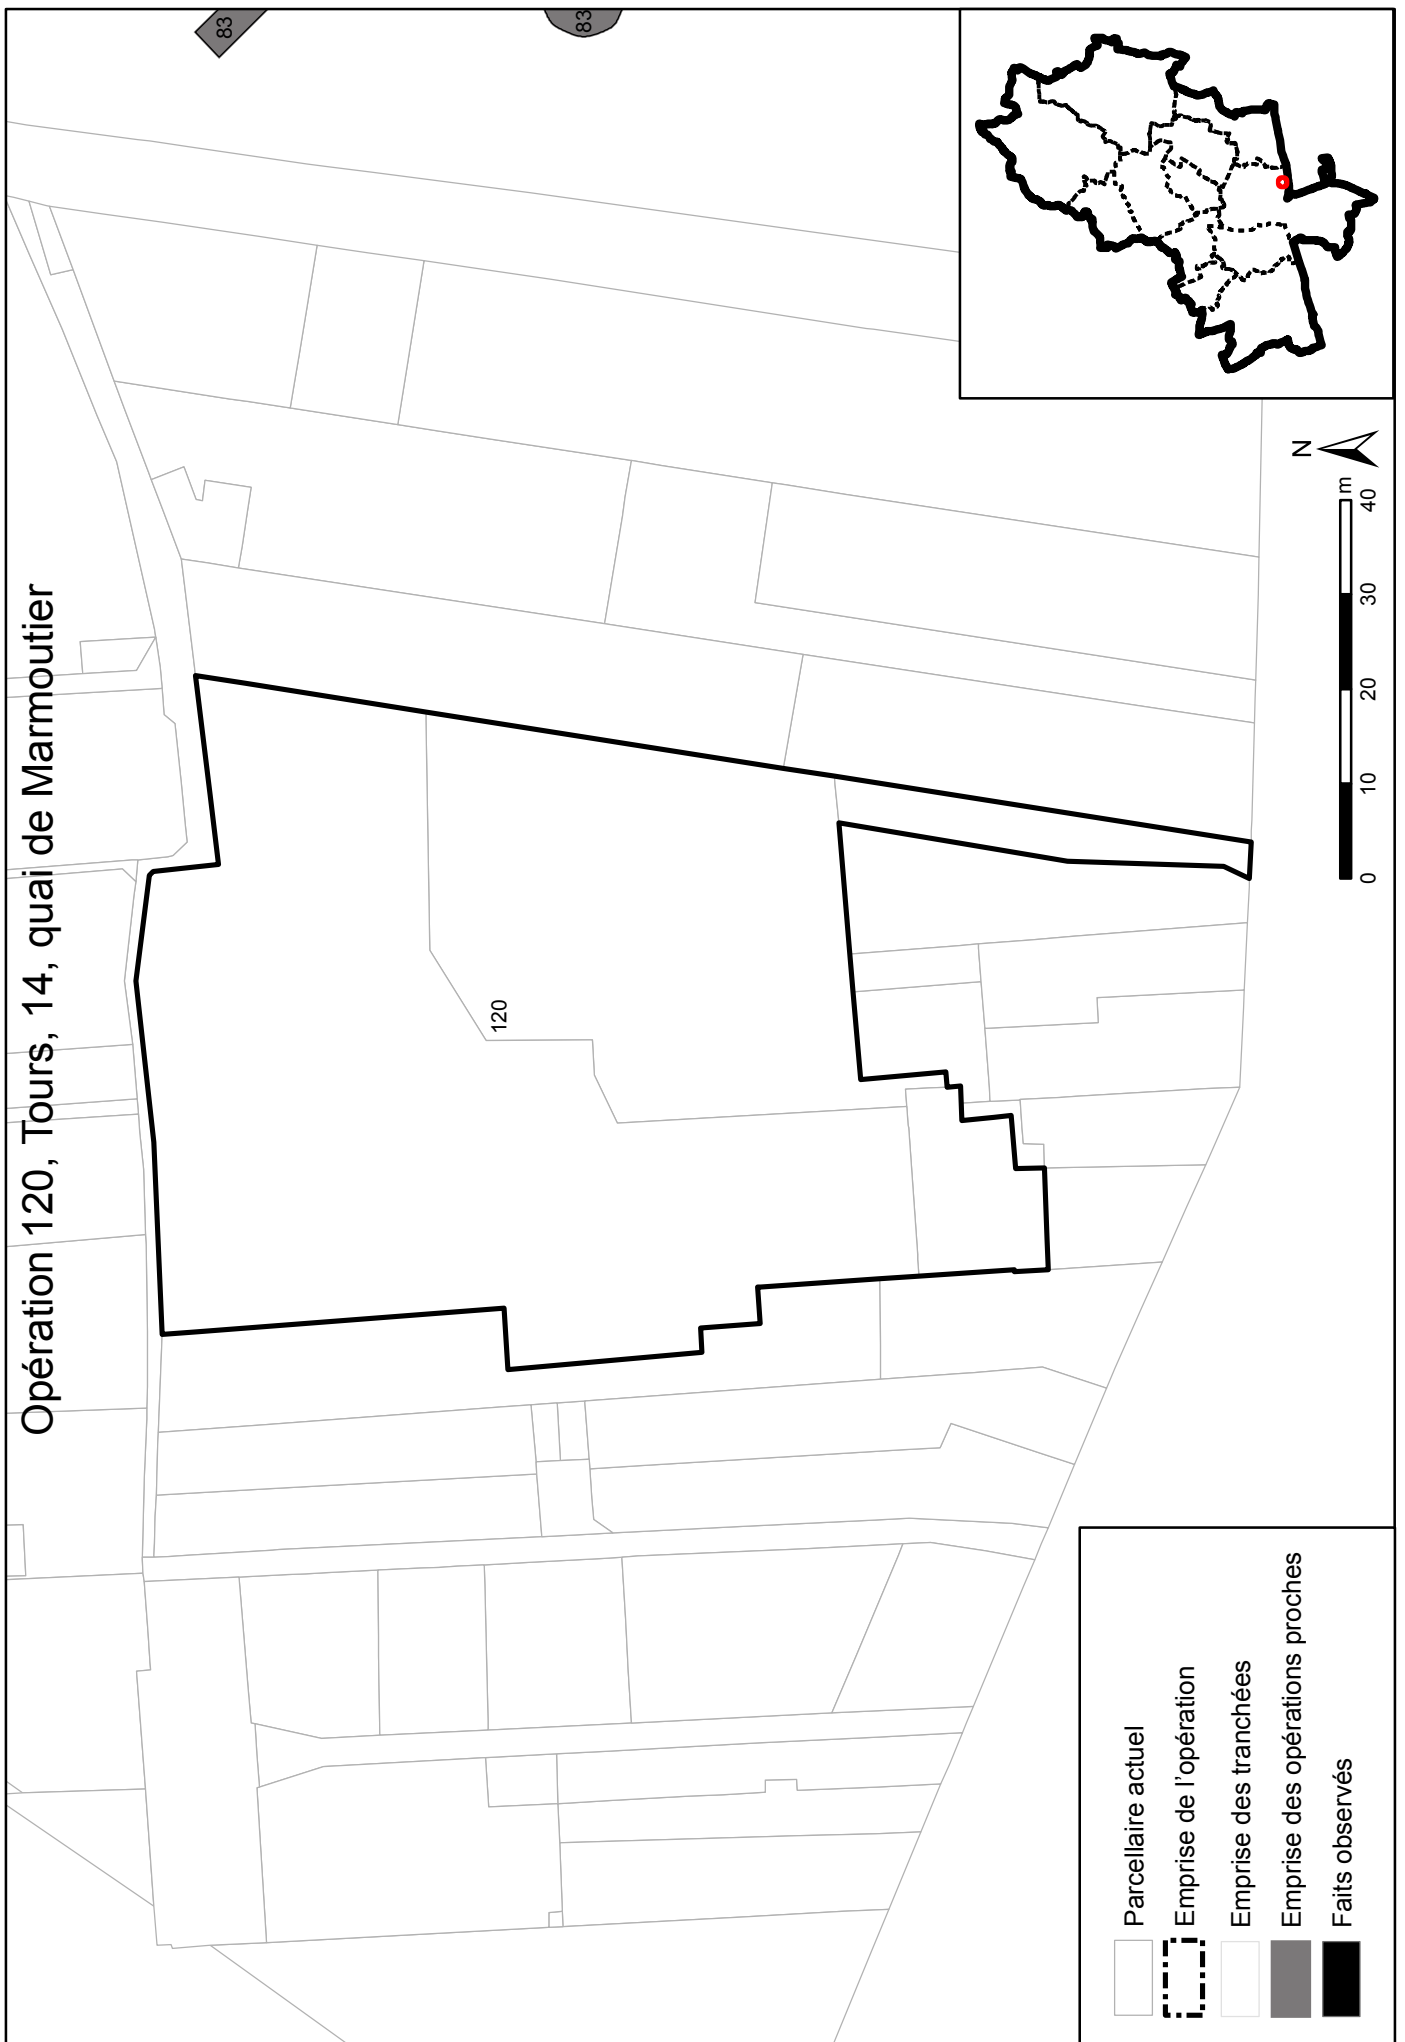 Opération 120, Tours, 14, quai de Marmoutier
83
83
120
N
m
0 10 20 30 40
Parcellaire actuel
Emprise de l'opération
Emprise des tranchées
Emprise des opérations proches
Faits observés